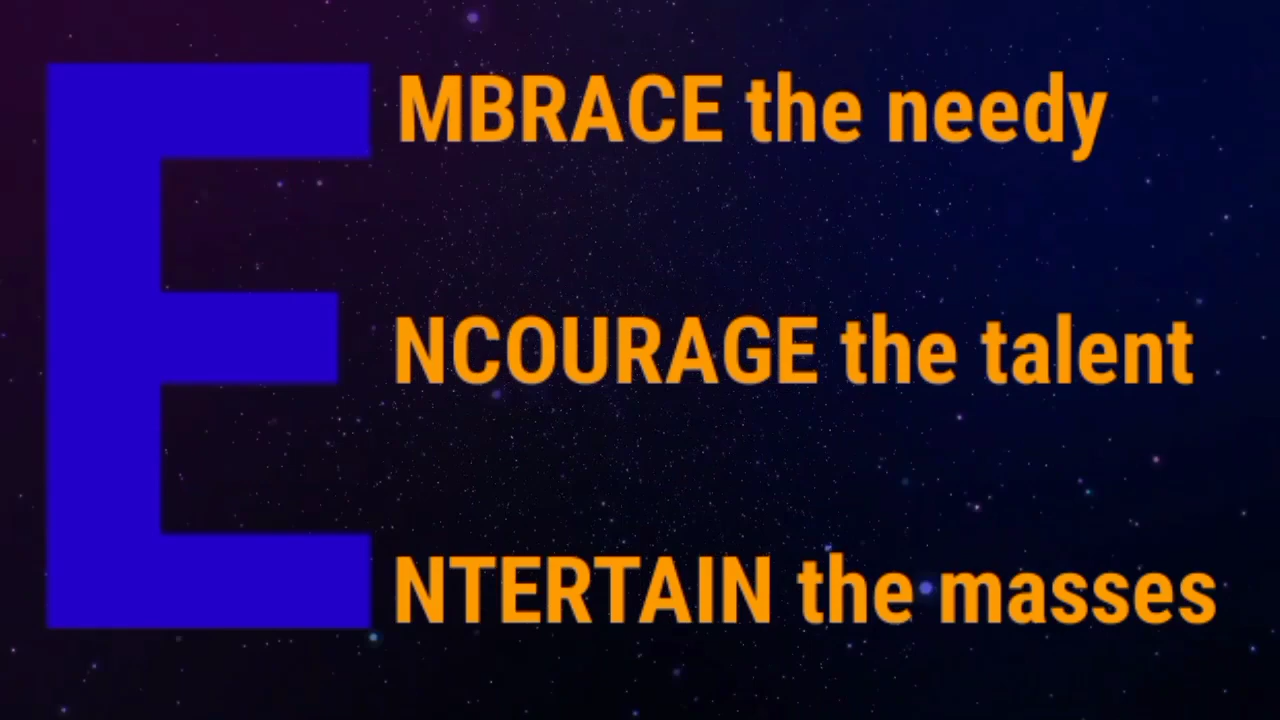 EMBRACE the needy
ENCOURAGE the talent
ENTERTAIN the masses